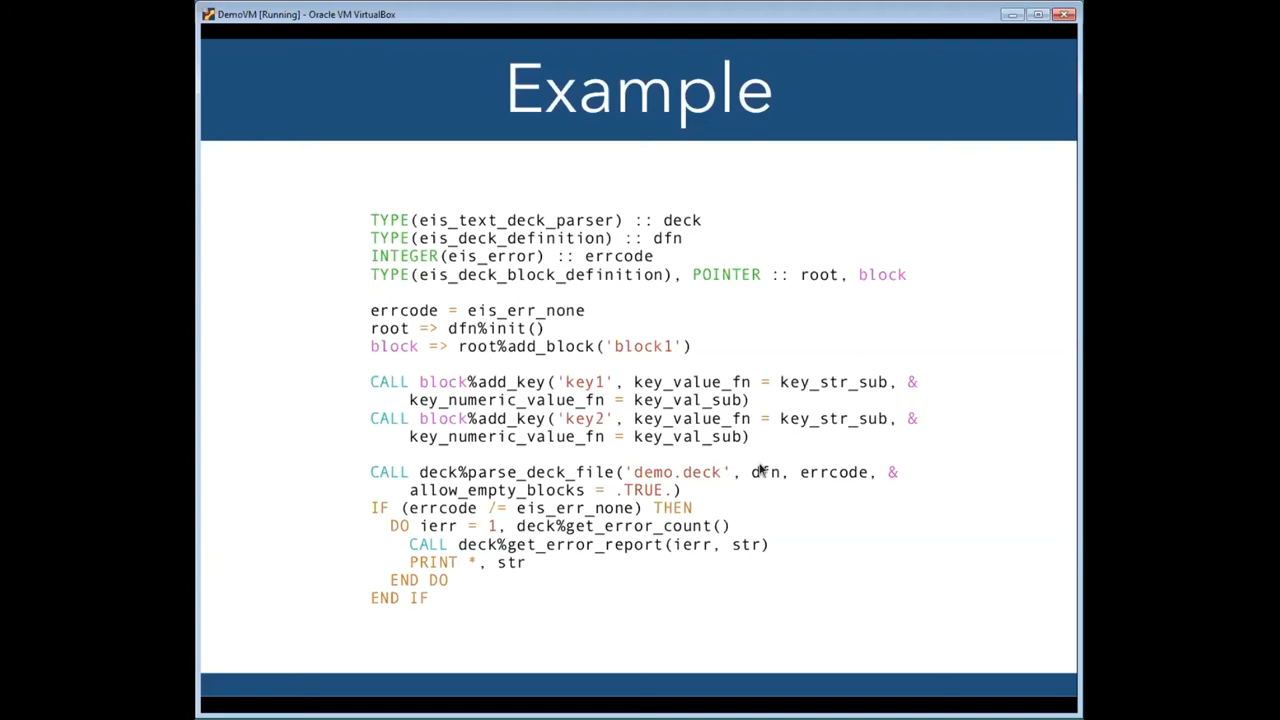 DemoVM [Running] - Oracle VM VirtualBox
Example
TYPE(eis_text_deck_parser) :: deck
TYPE(eis_deck_definition) :: dfn
INTEGER(eis_error) :: errcode
TYPE(eis_deck_block_definition), POINTER :: root, block
errcode = eis_err_none
root => dfn%init()
block => root%add_block('block1')
CALL block%add_key('key1', key_value_fn = key_str_sub, &
key_numeric_value_fn = key_val_sub)
CALL block%add_key('key2', key_value_fn = key_str_sub, &
key_numeric_value_fn = key_val_sub)
CALL deck%parse_deck_file('demo.deck', dfn, errcode, &
allow_empty_blocks = .TRUE.)
IF (errcode /= eis_err_none) THEN
DO ierr = 1, deck%get_error_count()
CALL deck%get_error_report(ierr, str)
PRINT *, str
END DO
END IF